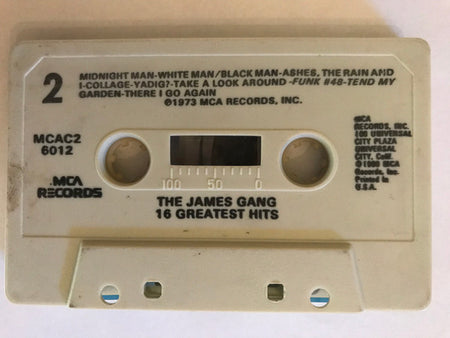 2
MIDNIGHT MAN-WHITE MAN/BLACK MAN-ASHES, THE RAIN AND
I-COLLAGE-YADIG?-TAKE A LOOK AROUND-FUNK #48-TEND MY
GARDEN-THERE I GO AGAIN
℗1973 MCA RECORDS, INC.
MCAC2
6012
MCA RECORDS
100 50 0
THE JAMES GANG
16 GREATEST HITS
MCA
RECORDS, INC.
100 UNIVERSAL
CITY PLAZA
UNIVERSAL
CITY, Calif.
MCA
Records, Inc.
Printed in
U.S.A.